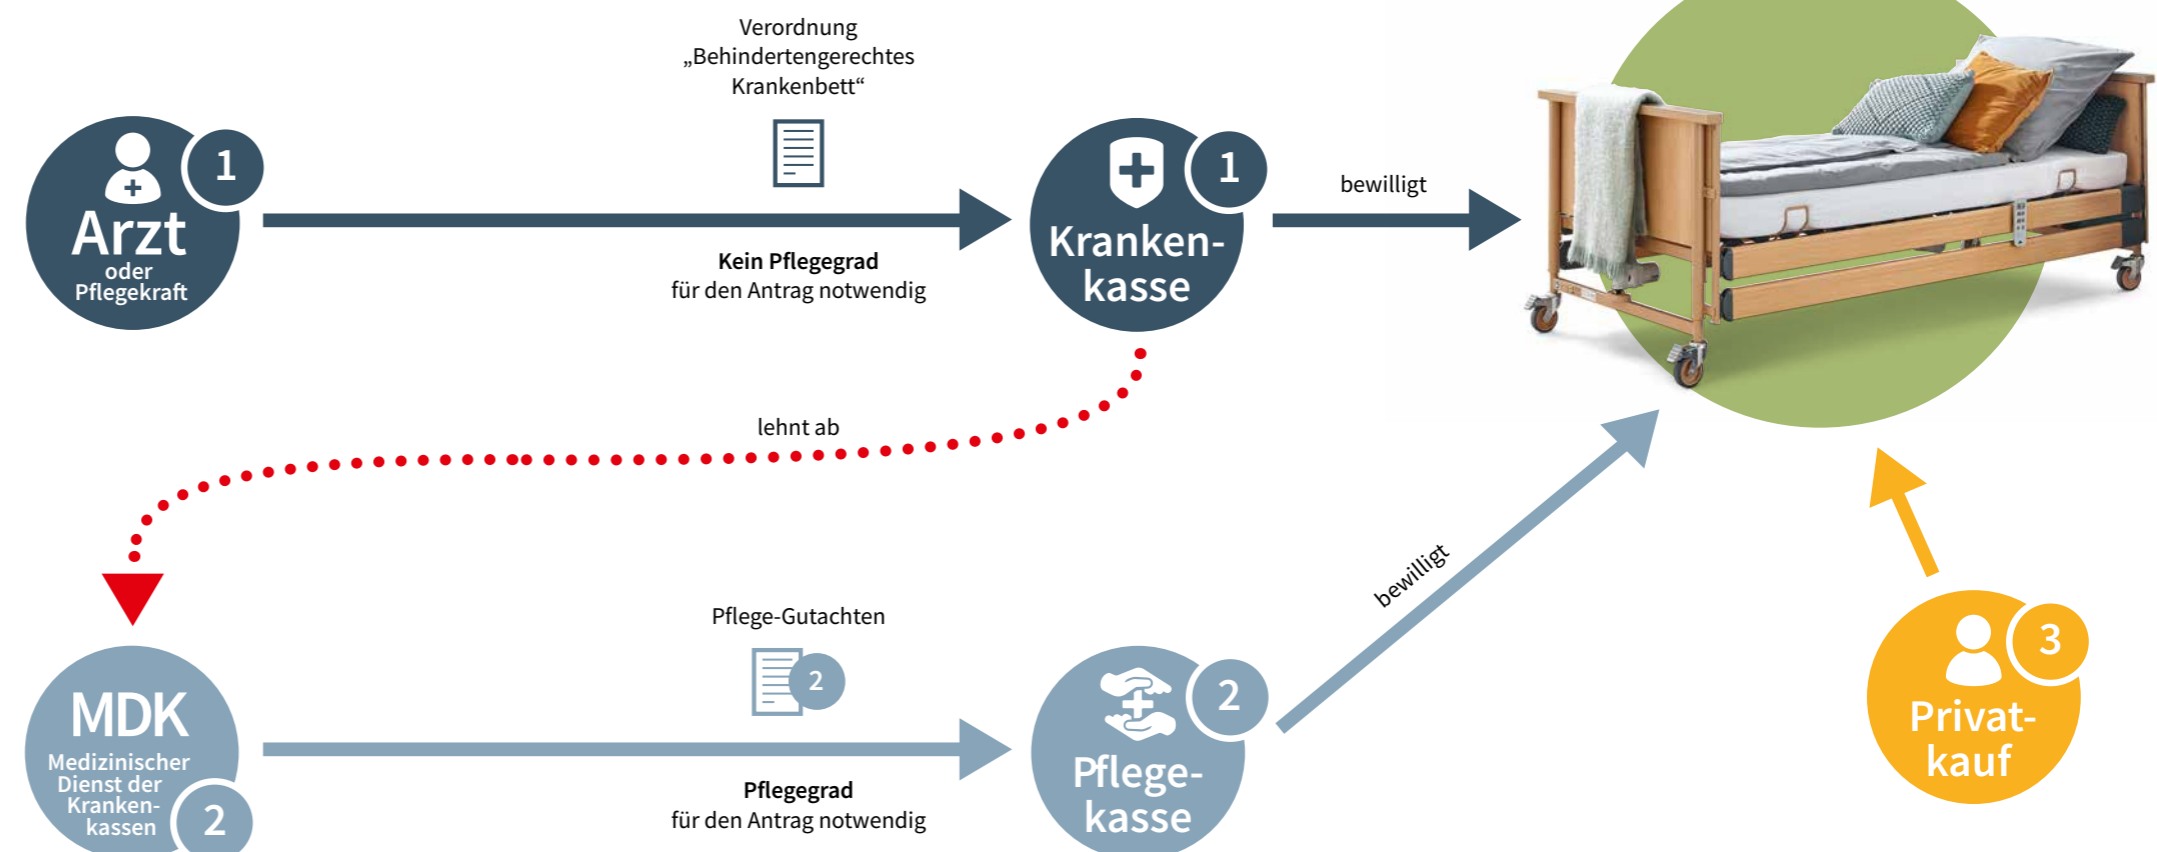 Verordnung
„Behindertengerechtes
Krankenbett“
1
Arzt
oder
Pflegekraft
Kein Pflegegrad
für den Antrag notwendig
1
Kranken-
kasse
bewilligt
lehnt ab
MDK
Medizinischer
Dienst der
Kranken-
kassen
2
Pflege-Gutachten
2
Pflegegrad
für den Antrag notwendig
2
Pflege-
kasse
bewilligt
3
Privat-
kauf